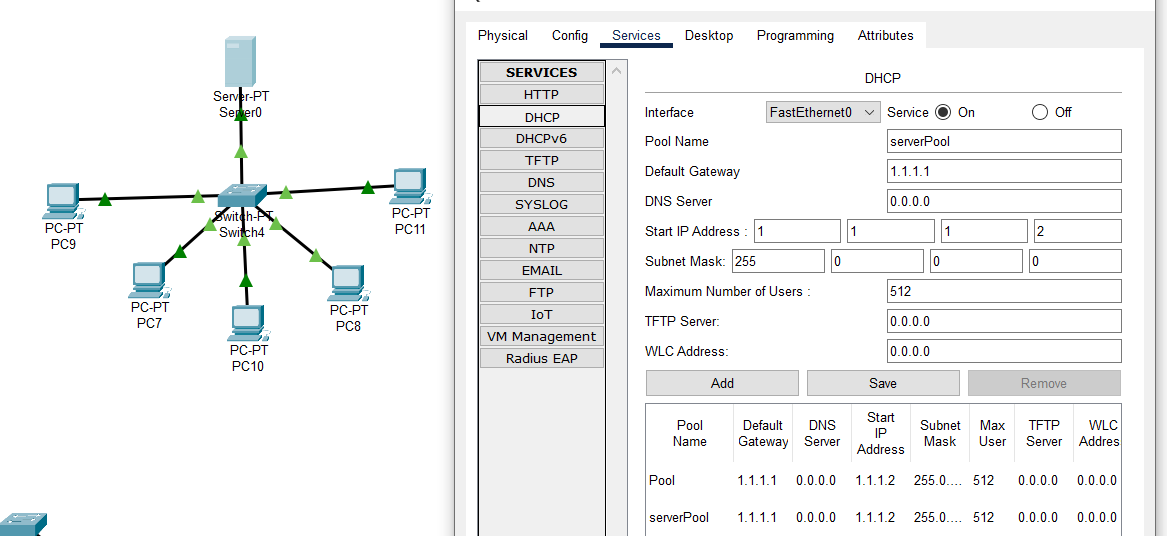 Physical Config Services Desktop Programming Attributes
Server-PT
Server0
PC-PT
PC9
Switch-PT
Switch4
PC-PT
PC11
PC-PT
PC7
PC-PT
PC10
PC-PT
PC8
SERVICES
HTTP
DHCP
DHCPv6
TFTP
DNS
SYSLOG
AAA
NTP
EMAIL
FTP
IoT
VM Management
Radius EAP
DHCP
Interface FastEthernet0 Service On Off
Pool Name serverPool
Default Gateway 1.1.1.1
DNS Server 0.0.0.0
Start IP Address : 1 1 1 2
Subnet Mask: 255 0 0 0
Maximum Number of Users : 512
TFTP Server: 0.0.0.0
WLC Address: 0.0.0.0
Add Save Remove
Pool Name Default Gateway DNS Server Start IP Address Subnet Mask Max User TFTP Server WLC Addres
Pool 1.1.1.1 0.0.0.0 1.1.1.2 255.0.... 512 0.0.0.0 0.0.0.0
serverPool 1.1.1.1 0.0.0.0 1.1.1.2 255.0.... 512 0.0.0.0 0.0.0.0